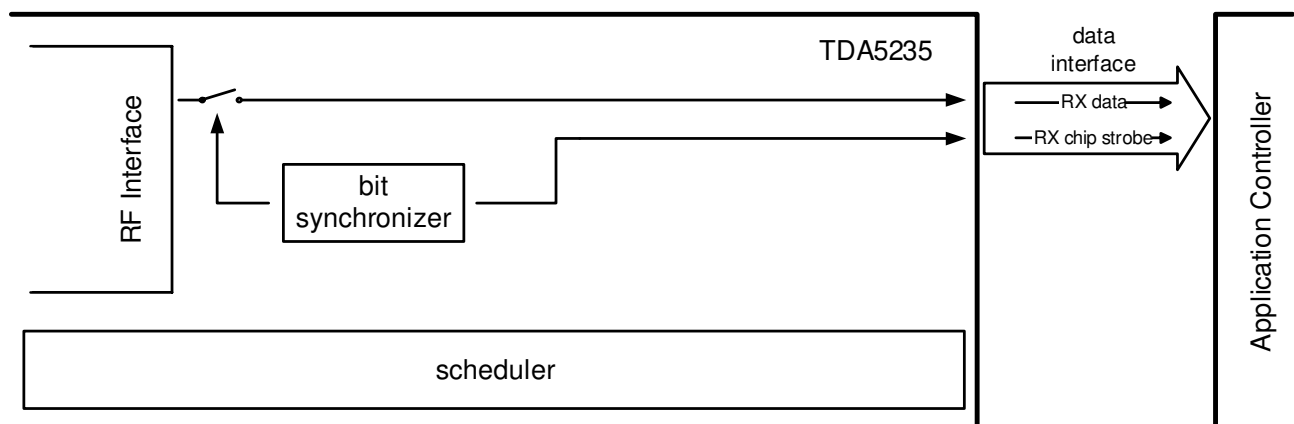 TDA5235
data
interface
RX data
RX chip strobe
RF Interface
bit
synchronizer
Application Controller
scheduler